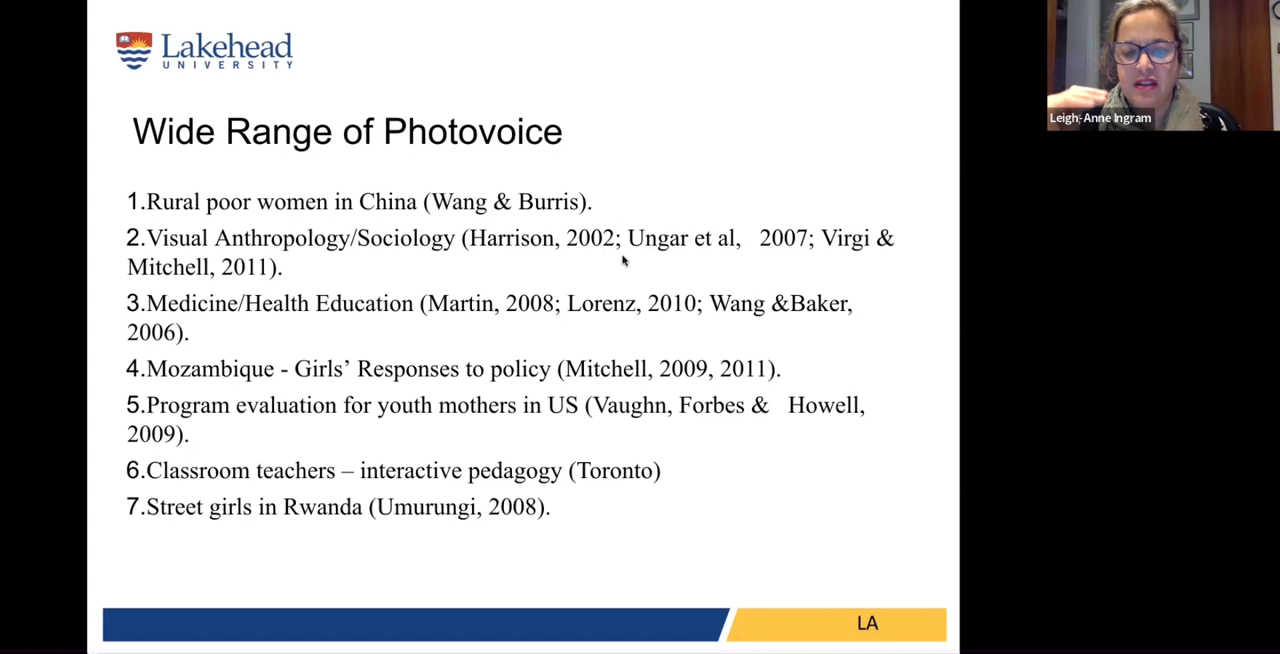 Lakehead
UNIVERSITY
Leigh-Anne Ingram
Wide Range of Photovoice
1.Rural poor women in China (Wang & Burris).
2.Visual Anthropology/Sociology (Harrison, 2002; Ungar et al, 2007; Virgi &
Mitchell, 2011).
3.Medicine/Health Education (Martin, 2008; Lorenz, 2010; Wang &Baker,
2006).
4.Mozambique - Girls’ Responses to policy (Mitchell, 2009, 2011).
5.Program evaluation for youth mothers in US (Vaughn, Forbes & Howell,
2009).
6.Classroom teachers – interactive pedagogy (Toronto)
7.Street girls in Rwanda (Umurungi, 2008).
LA